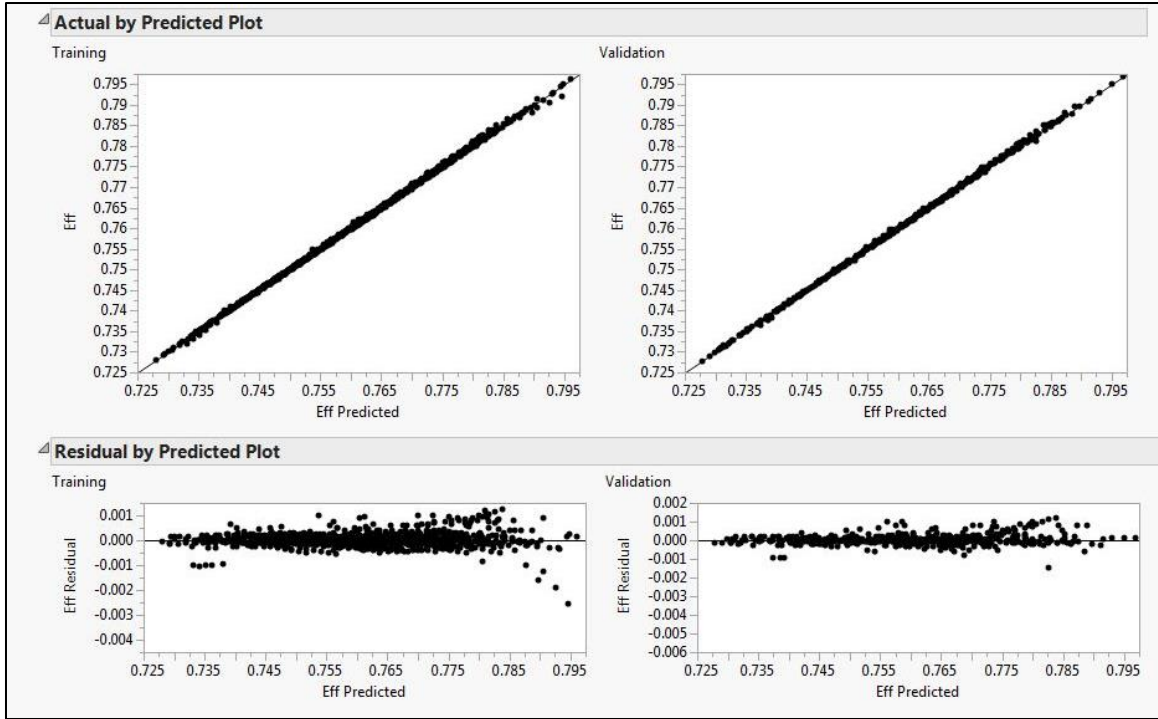 Actual by Predicted Plot
Training
Validation
0.795
0.79
0.785
0.78
0.775
0.77
0.765
0.76
0.755
0.75
0.745
0.74
0.735
0.73
0.725
Eff
0.725 0.735 0.745 0.755 0.765 0.775 0.785 0.795
Eff Predicted
0.795
0.79
0.785
0.78
0.775
0.77
0.765
0.76
0.755
0.75
0.745
0.74
0.735
0.73
0.725
Eff
0.725 0.735 0.745 0.755 0.765 0.775 0.785 0.795
Eff Predicted
Residual by Predicted Plot
Training
Validation
0.001
0.000
-0.001
-0.002
-0.003
-0.004
Eff Residual
0.725 0.735 0.745 0.755 0.765 0.775 0.785 0.795
Eff Predicted
0.002
0.001
0.000
-0.001
-0.002
-0.003
-0.004
-0.005
-0.006
Eff Residual
0.725 0.735 0.745 0.755 0.765 0.775 0.785 0.795
Eff Predicted